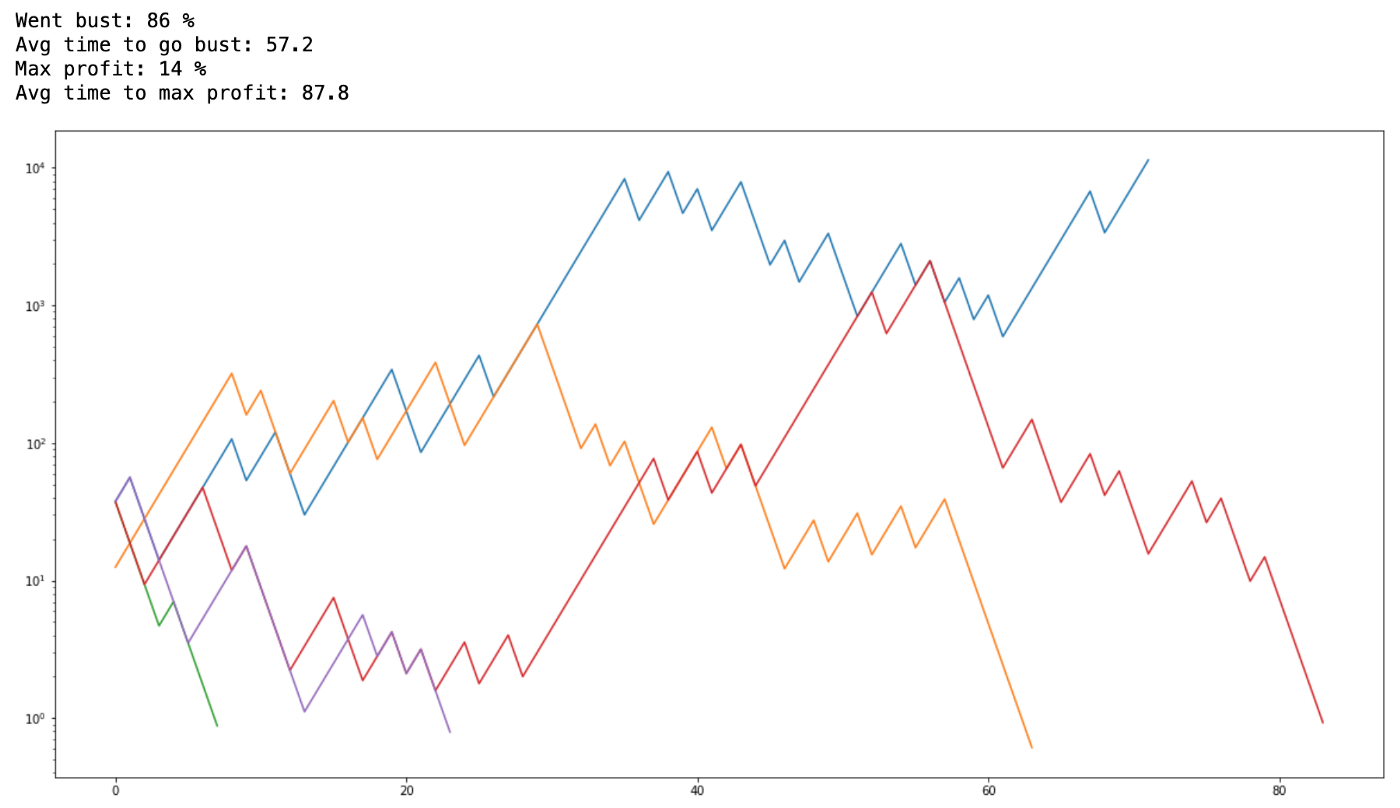 Went bust: 86 %
Avg time to go bust: 57.2
Max profit: 14 %
Avg time to max profit: 87.8
10⁴
10³
10²
10¹
10⁰
0 20 40 60 80